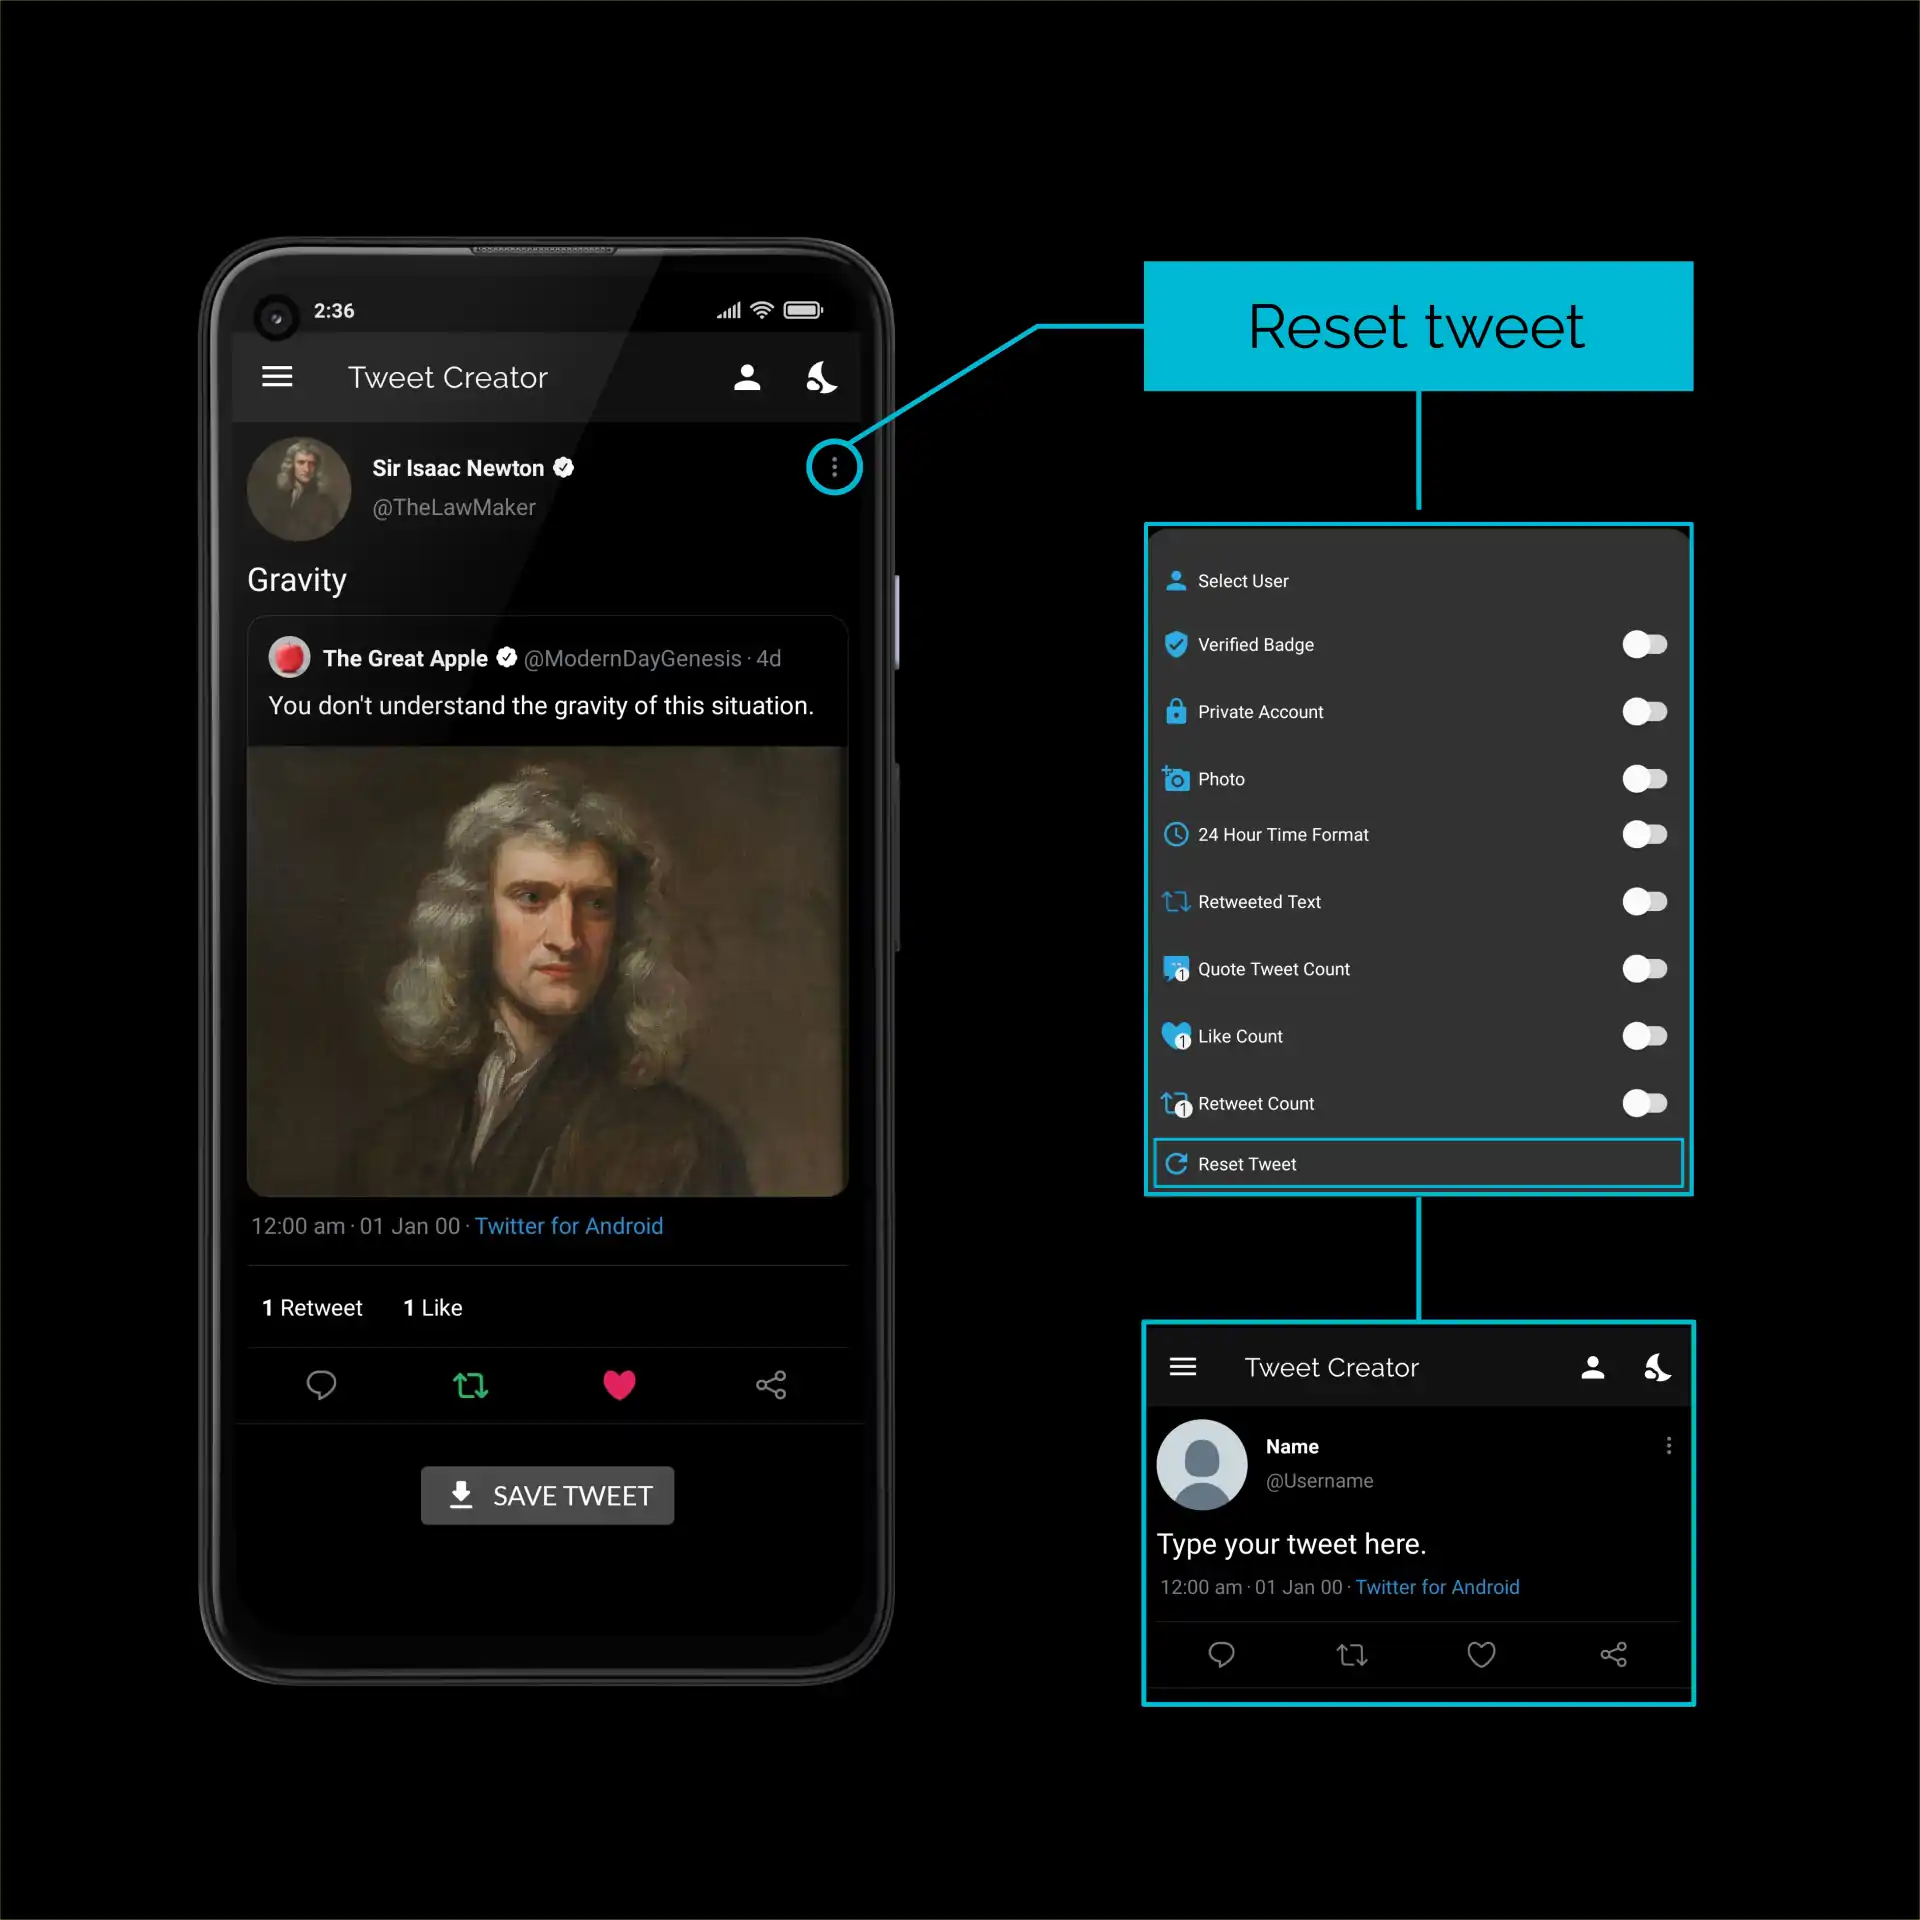 2:36
Tweet Creator
Sir Isaac Newton
@TheLawMaker
Gravity
The Great Apple @ModernDayGenesis · 4d
You don't understand the gravity of this situation.
12:00 am · 01 Jan 00 · Twitter for Android
1 Retweet 1 Like
SAVE TWEET
Reset tweet
Select User
Verified Badge
Private Account
Photo
24 Hour Time Format
Retweeted Text
1 Quote Tweet Count
1 Like Count
1 Retweet Count
Reset Tweet
Tweet Creator
Name
@Username
Type your tweet here.
12:00 am · 01 Jan 00 · Twitter for Android